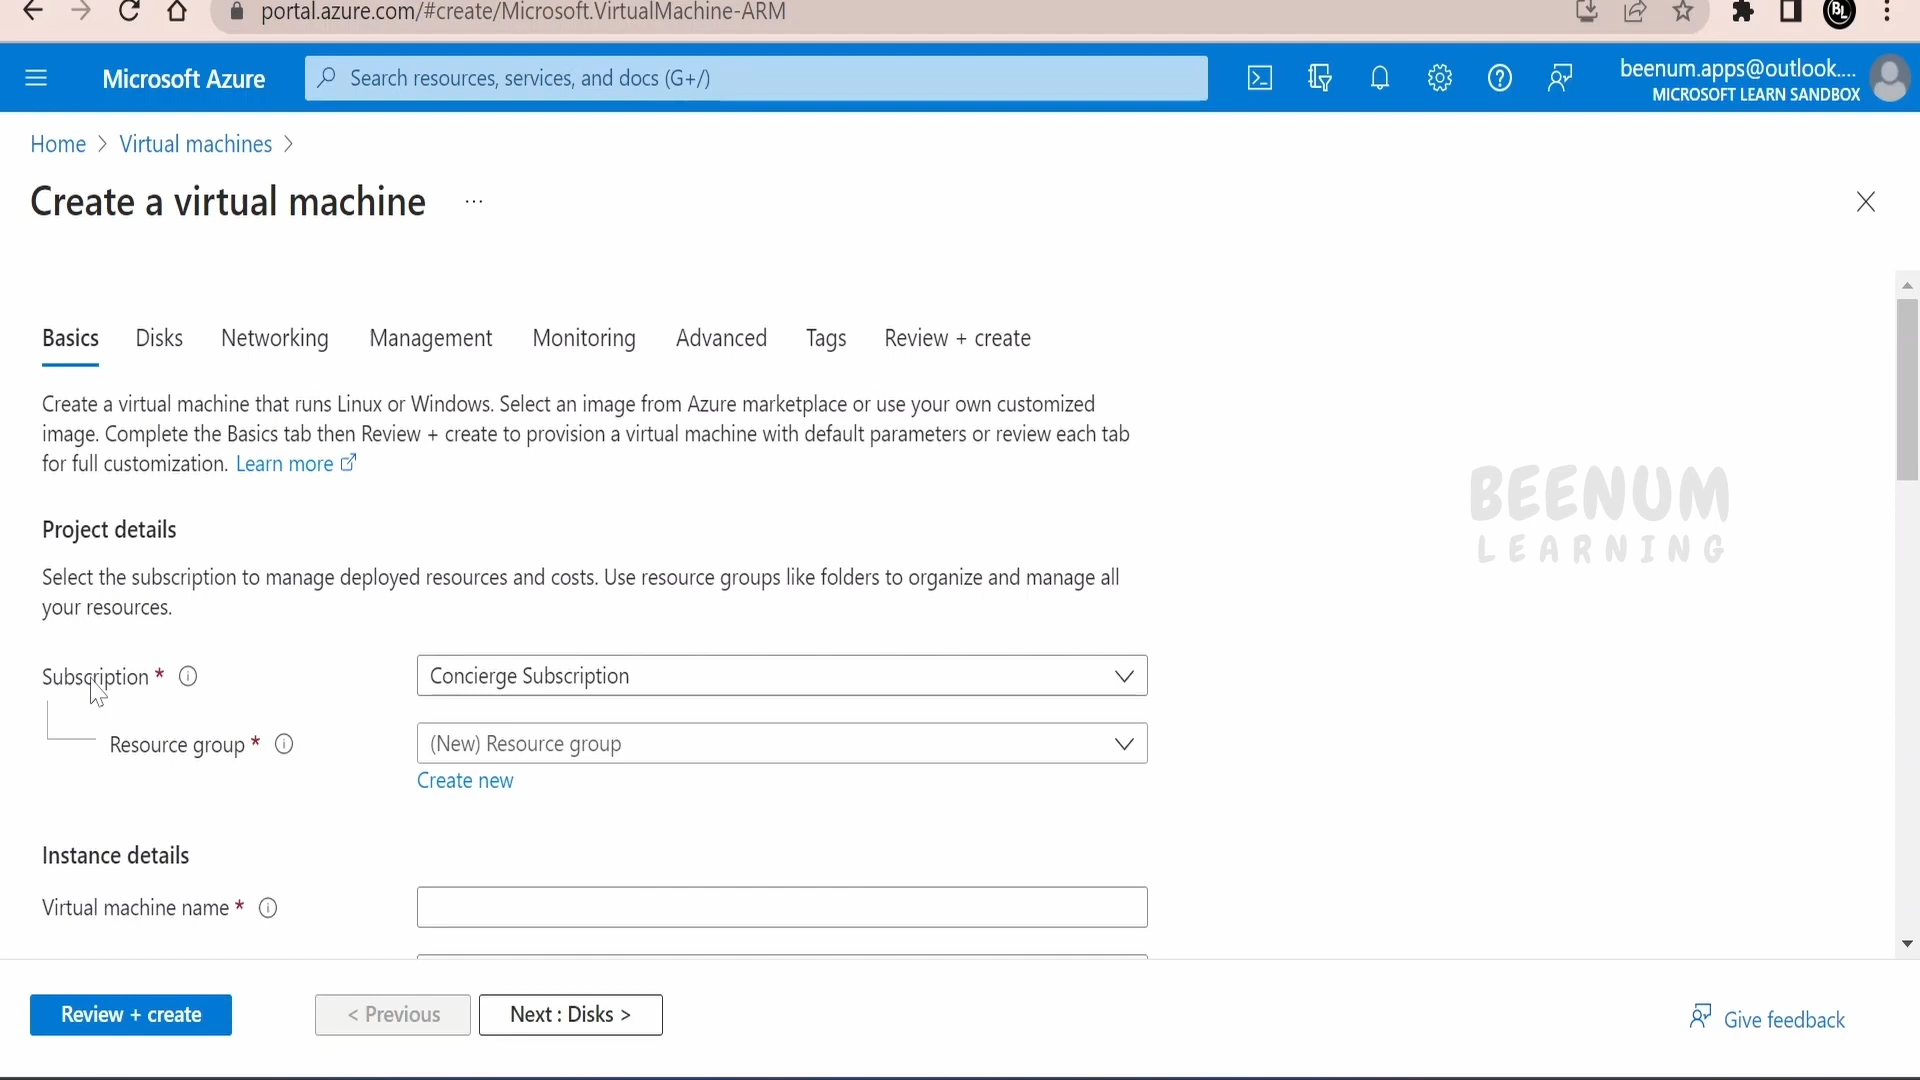 portal.azure.com/#create/Microsoft.VirtualMachine-ARM
BL
Microsoft Azure
Search resources, services, and docs (G+/)
beenum.apps@outlook....
MICROSOFT LEARN SANDBOX
Home > Virtual machines >
Create a virtual machine ...
Basics Disks Networking Management Monitoring Advanced Tags Review + create
Create a virtual machine that runs Linux or Windows. Select an image from Azure marketplace or use your own customized
image. Complete the Basics tab then Review + create to provision a virtual machine with default parameters or review each tab
for full customization. Learn more
BEENUM
LEARNING
Project details
Select the subscription to manage deployed resources and costs. Use resource groups like folders to organize and manage all
your resources.
Subscription * Concierge Subscription
Resource group * (New) Resource group
Create new
Instance details
Virtual machine name *
Review + create < Previous Next : Disks > Give feedback